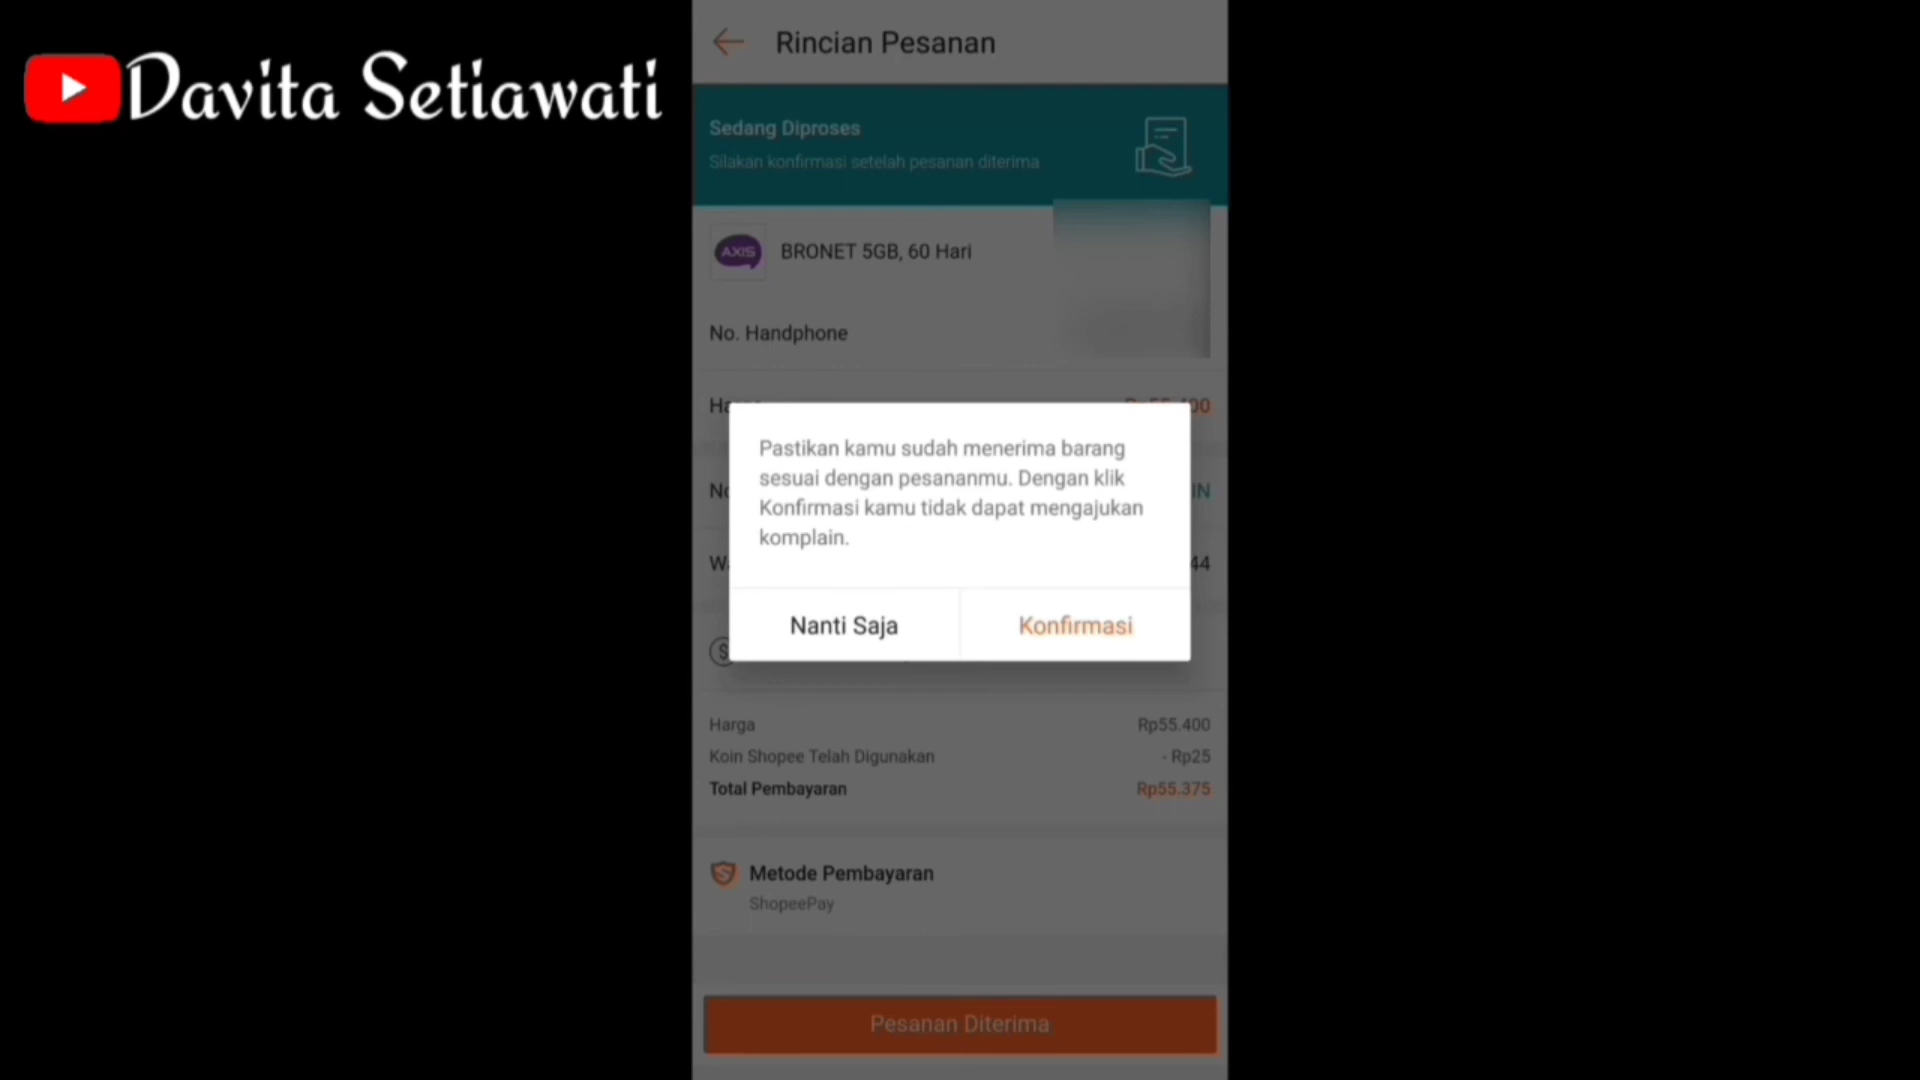 Davita Setiawati
Rincian Pesanan
Sedang Diproses
Silakan konfirmasi setelah pesanan diterima
AXIS
BRONET 5GB, 60 Hari
No. Handphone
Pastikan kamu sudah menerima barang
sesuai dengan pesananmu. Dengan klik
Konfirmasi kamu tidak dapat mengajukan
komplain.
Nanti Saja
Konfirmasi
Harga Rp55.400
Koin Shopee Telah Digunakan - Rp25
Total Pembayaran Rp55.375
Metode Pembayaran
ShopeePay
Pesanan Diterima